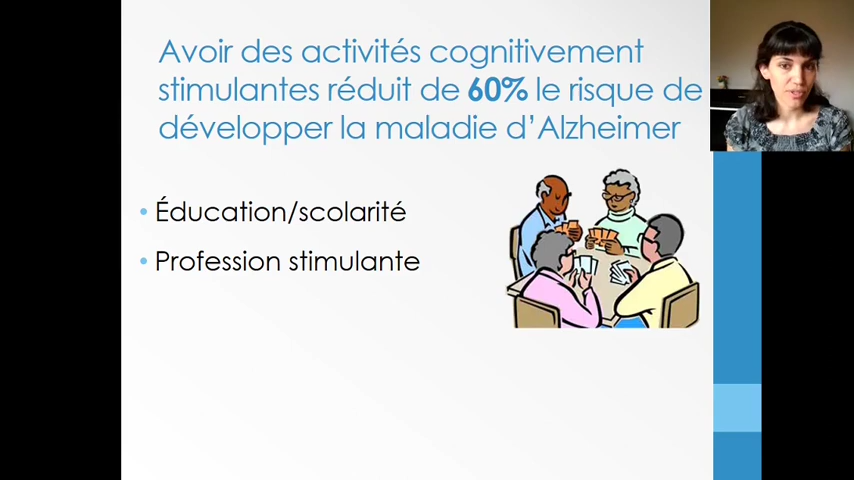 Avoir des activités cognitivement
stimulantes réduit de 60% le risque de
développer la maladie d'Alzheimer
• Éducation/scolarité
• Profession stimulante